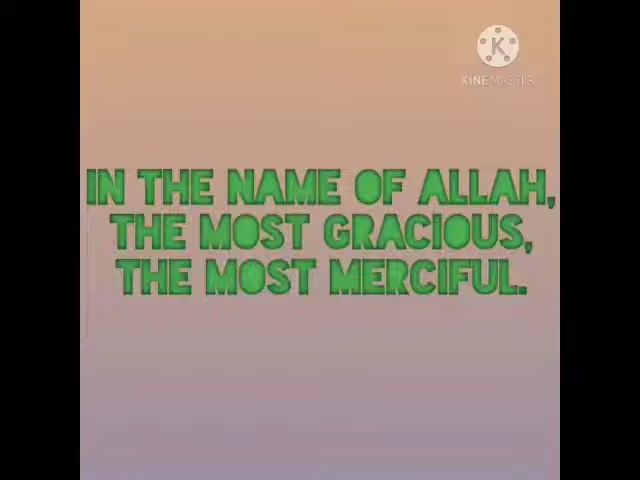 K
KINEMASTER
IN THE NAME OF ALLAH,
THE MOST GRACIOUS,
THE MOST MERCIFUL.